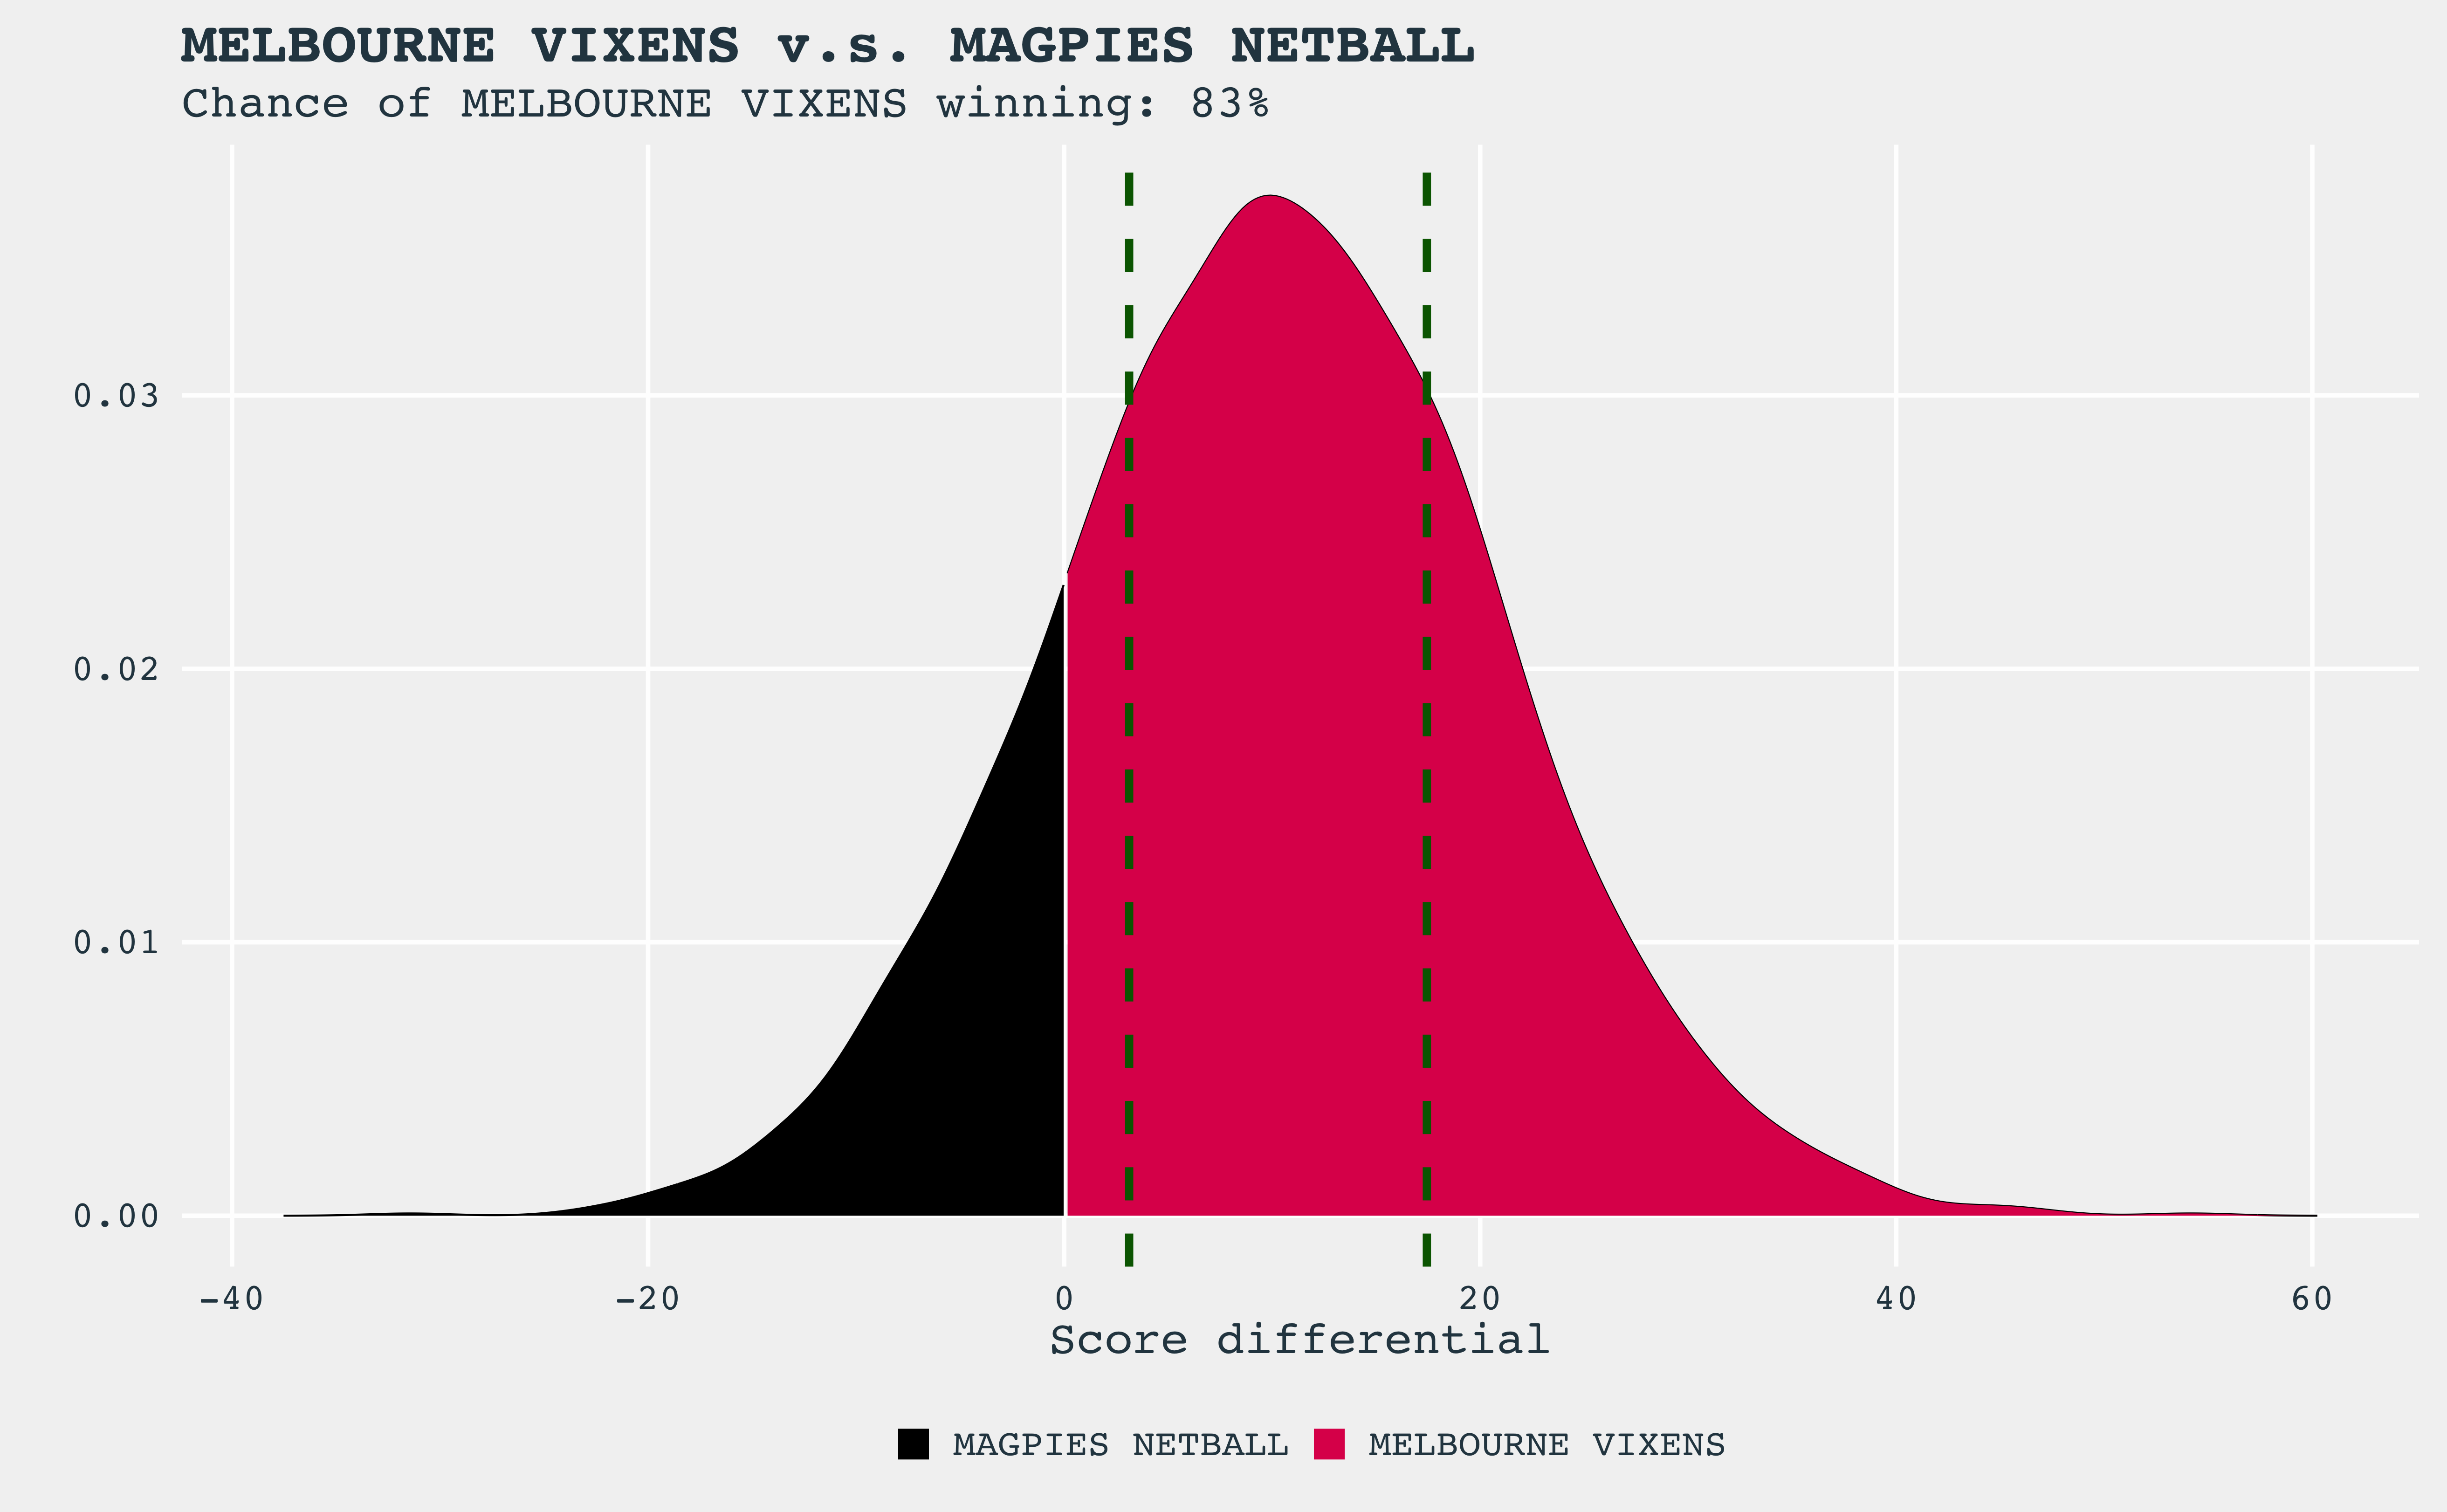 MELBOURNE VIXENS v.s. MAGPIES NETBALL
Chance of MELBOURNE VIXENS winning: 83%
0.03
0.02
0.01
0.00
-40 -20 0 20 40 60
Score differential
MAGPIES NETBALL MELBOURNE VIXENS